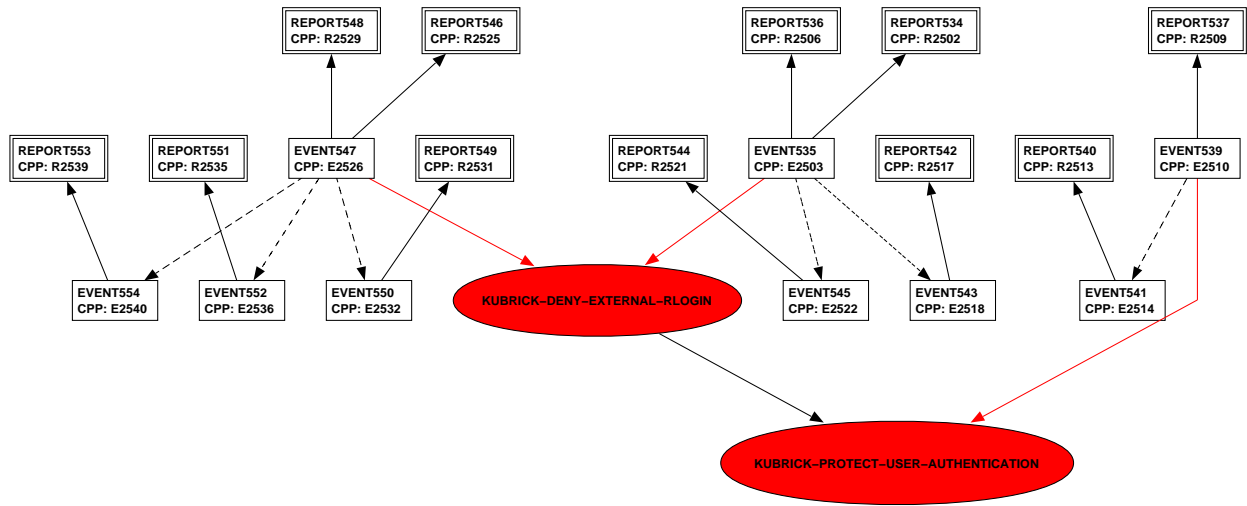 REPORT548
CPP: R2529
REPORT546
CPP: R2525
REPORT536
CPP: R2506
REPORT534
CPP: R2502
REPORT537
CPP: R2509
REPORT553
CPP: R2539
REPORT551
CPP: R2535
EVENT547
CPP: E2526
REPORT549
CPP: R2531
REPORT544
CPP: R2521
EVENT535
CPP: E2503
REPORT542
CPP: R2517
REPORT540
CPP: R2513
EVENT539
CPP: E2510
EVENT554
CPP: E2540
EVENT552
CPP: E2536
EVENT550
CPP: E2532
KUBRICK−DENY−EXTERNAL−RLOGIN
EVENT545
CPP: E2522
EVENT543
CPP: E2518
EVENT541
CPP: E2514
KUBRICK−PROTECT−USER−AUTHENTICATION